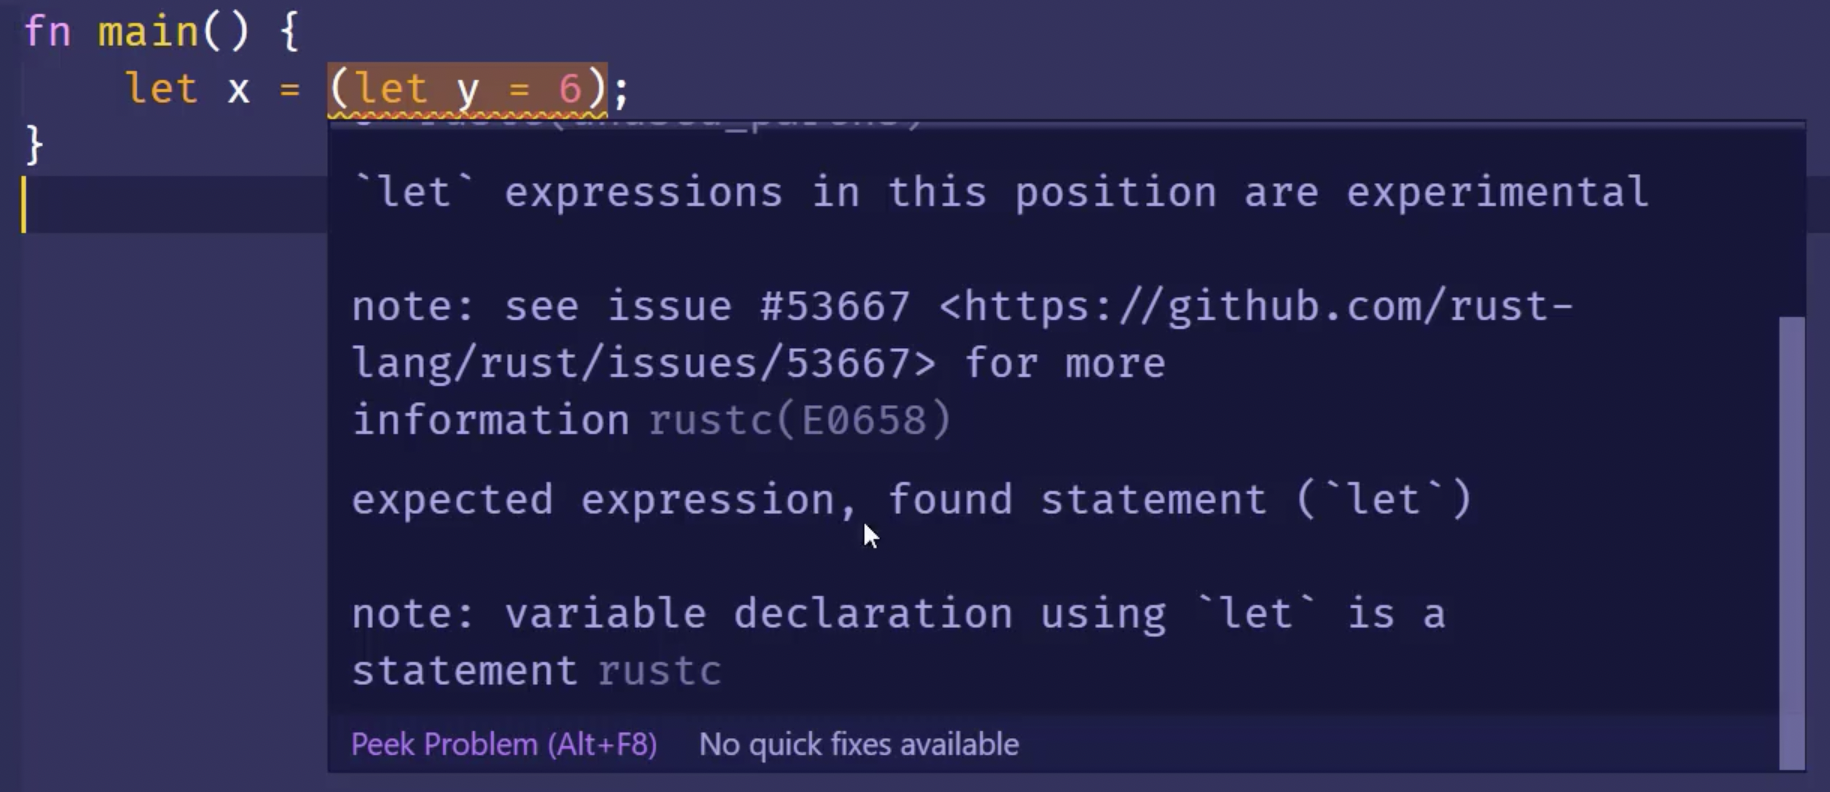 fn main() {
    let x = (let y = 6);
}
`let` expressions in this position are experimental
note: see issue #53667 <https://github.com/rust-
lang/rust/issues/53667> for more
information rustc(E0658)
expected expression, found statement (`let`)
note: variable declaration using `let` is a
statement rustc
Peek Problem (Alt+F8) No quick fixes available